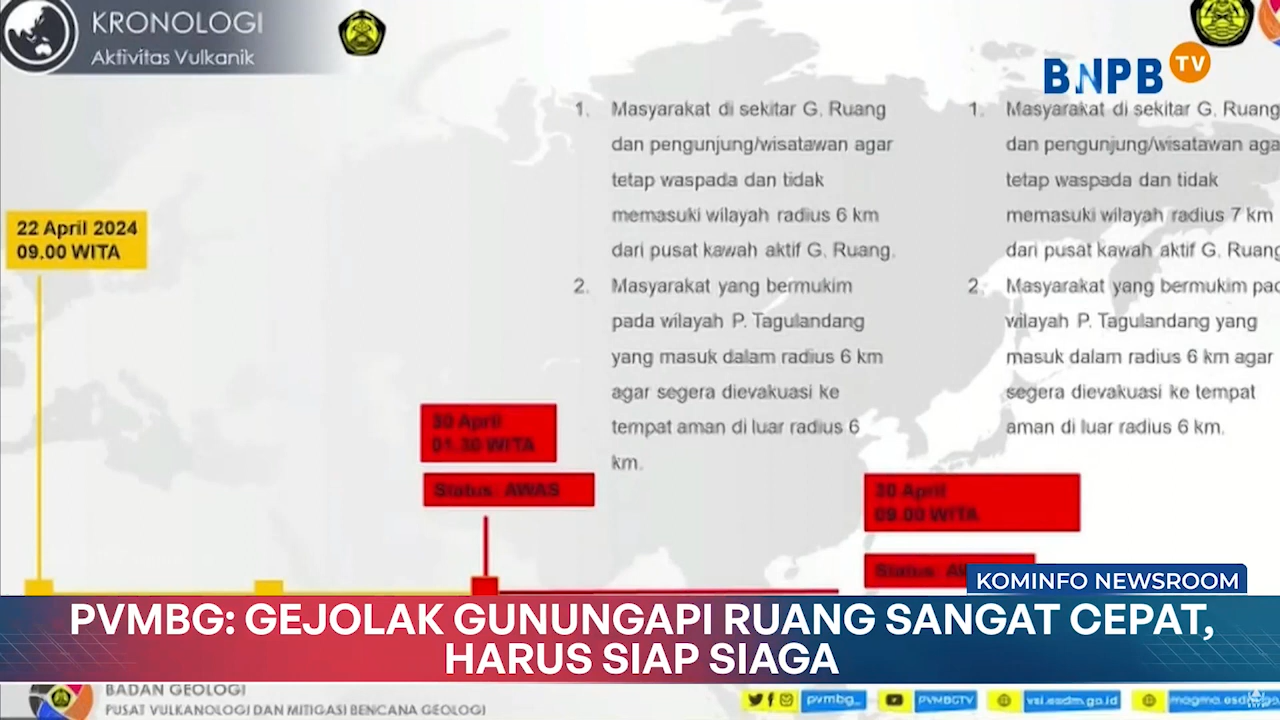 KRONOLOGI
Aktivitas Vulkanik
BNPB TV
22 April 2024
09.00 WITA
1. Masyarakat di sekitar G. Ruang
dan pengunjung/wisatawan agar
tetap waspada dan tidak
memasuki wilayah radius 6 km
dari pusat kawah aktif G. Ruang.
2. Masyarakat yang bermukim
pada wilayah P. Tagulandang
yang masuk dalam radius 6 km
agar segera dievakuasi ke
tempat aman di luar radius 6
km.
1. Masyarakat di sekitar G. Ruang
dan pengunjung/wisatawan aga
tetap waspada dan tidak
memasuki wilayah radius 7 km
dari pusat kawah aktif G. Ruang
2. Masyarakat yang bermukim pad
wilayah P. Tagulandang yang
masuk dalam radius 6 km agar
segera dievakuasi ke tempat
aman di luar radius 6 km.
30 April
01.30 WITA
Status: AWAS
30 April
09.00 WITA
Status: AW
KOMINFO NEWSROOM
PVMBG: GEJOLAK GUNUNGAPI RUANG SANGAT CEPAT,
HARUS SIAP SIAGA
BADAN GEOLOGI
PUSAT VULKANOLOGI DAN MITIGASI BENCANA GEOLOGI
pvmbg_
PVMBGTV
vsi.esdm.go.id
magma.esdm.go